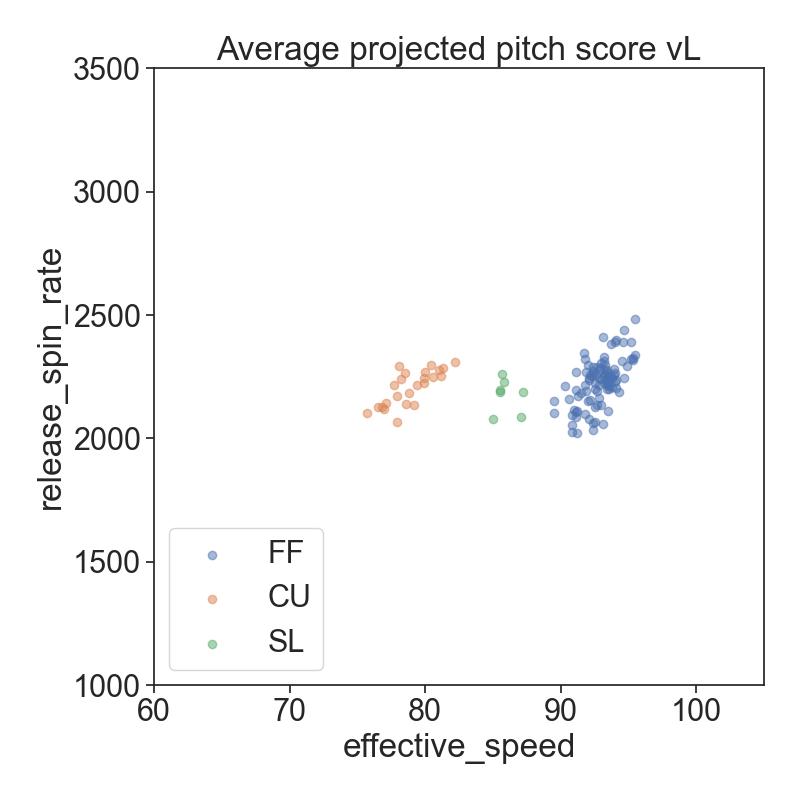 Average projected pitch score vL
3500
3000
2500
2000
1500
1000
release_spin_rate
FF
CU
SL
60
70
80
90
100
effective_speed